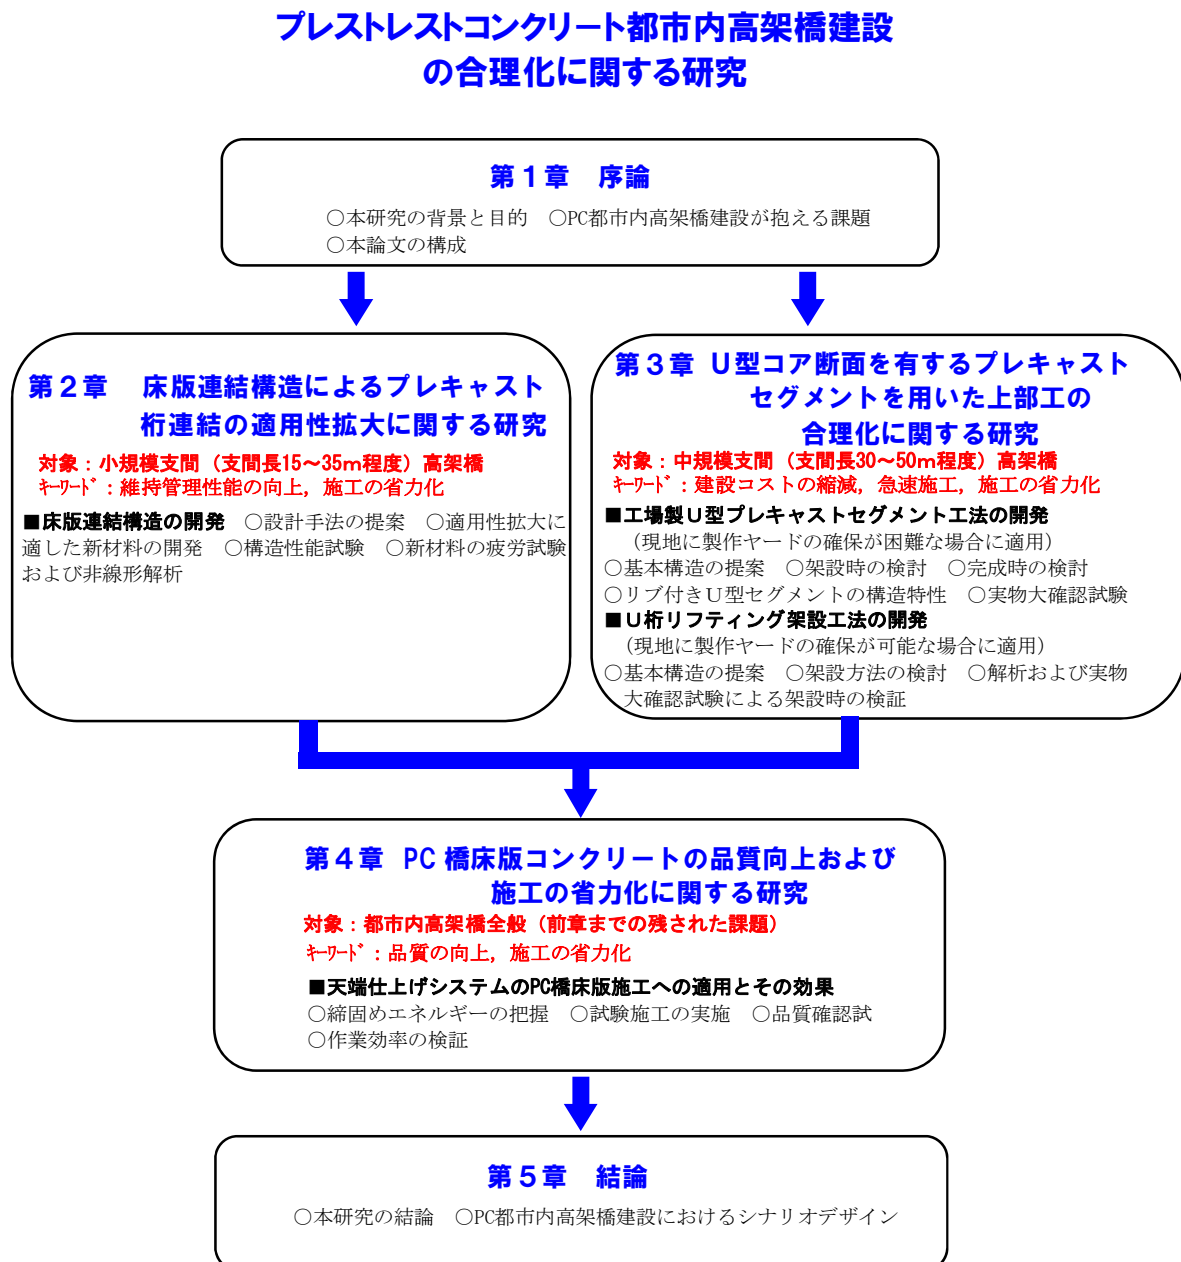 プレストレストコンクリート都市内高架橋建設
の合理化に関する研究
第１章　序論
○本研究の背景と目的　○PC都市内高架橋建設が抱える課題
○本論文の構成
第２章　床版連結構造によるプレキャスト
桁連結の適用性拡大に関する研究
対象：小規模支間（支間長15～35m程度）高架橋
ｷｰﾜｰﾄﾞ：維持管理性能の向上，施工の省力化
■床版連結構造の開発　○設計手法の提案　○適用性拡大に
適した新材料の開発　○構造性能試験　○新材料の疲労試験
および非線形解析
第３章 Ｕ型コア断面を有するプレキャスト
セグメントを用いた上部工の
合理化に関する研究
対象：中規模支間（支間長30～50m程度）高架橋
ｷｰﾜｰﾄﾞ：建設コストの縮減，急速施工，施工の省力化
■工場製Ｕ型プレキャストセグメント工法の開発
（現地に製作ヤードの確保が困難な場合に適用）
○基本構造の提案　○架設時の検討　○完成時の検討
○リブ付きＵ型セグメントの構造特性　○実物大確認試験
■Ｕ桁リフティング架設工法の開発
（現地に製作ヤードの確保が可能な場合に適用）
○基本構造の提案　○架設方法の検討　○解析および実物
大確認試験による架設時の検証
第４章 PC 橋床版コンクリートの品質向上および
施工の省力化に関する研究
対象：都市内高架橋全般（前章までの残された課題）
ｷｰﾜｰﾄﾞ：品質の向上，施工の省力化
■天端仕上げシステムのPC橋床版施工への適用とその効果
○締固めエネルギーの把握　○試験施工の実施　○品質確認試
○作業効率の検証
第５章　結論
○本研究の結論　○PC都市内高架橋建設におけるシナリオデザイン